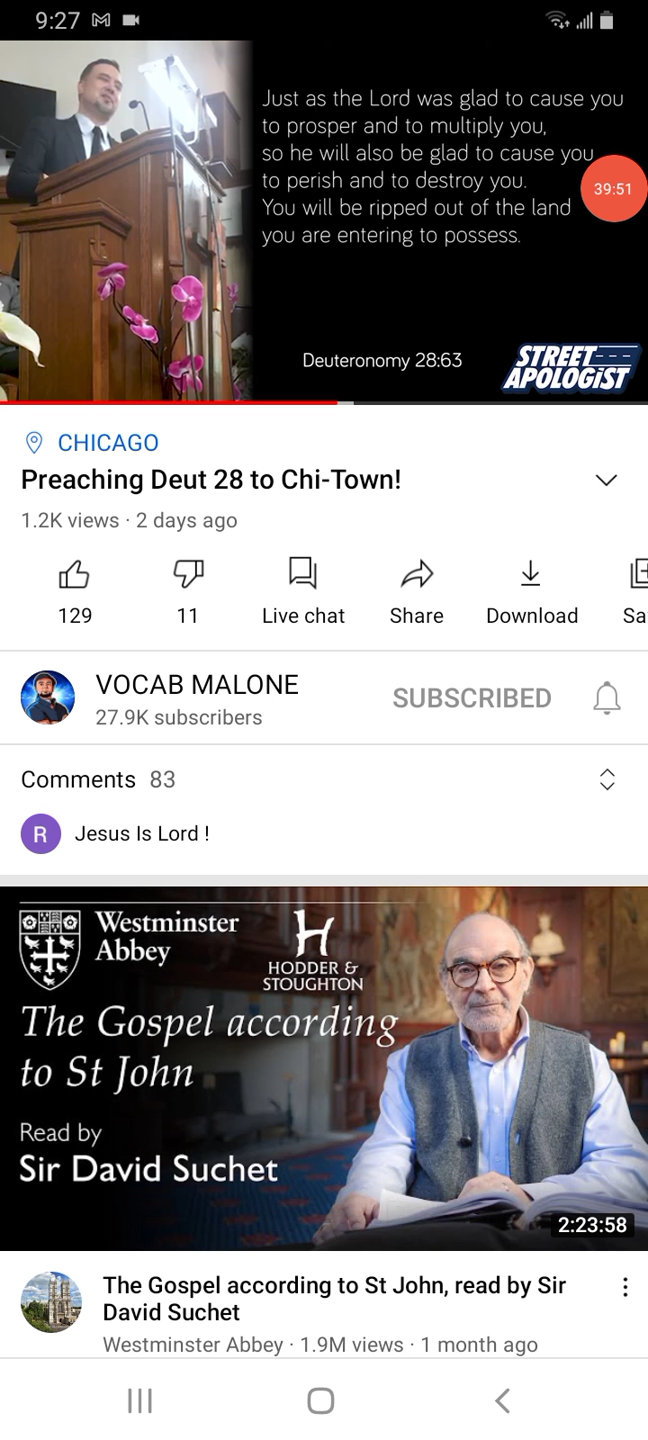 9:27
Just as the Lord was glad to cause you
to prosper and to multiply you,
so he will also be glad to cause you
to perish and to destroy you.
You will be ripped out of the land
you are entering to possess.
39:51
Deuteronomy 28:63
STREET
APOLOGIST
CHICAGO
Preaching Deut 28 to Chi-Town!
1.2K views · 2 days ago
129
11
Live chat
Share
Download
Sa
VOCAB MALONE
27.9K subscribers
SUBSCRIBED
Comments 83
R
Jesus Is Lord !
Westminster
Abbey
H
HODDER &
STOUGHTON
The Gospel according
to St John
Read by
Sir David Suchet
2:23:58
The Gospel according to St John, read by Sir
David Suchet
Westminster Abbey · 1.9M views · 1 month ago